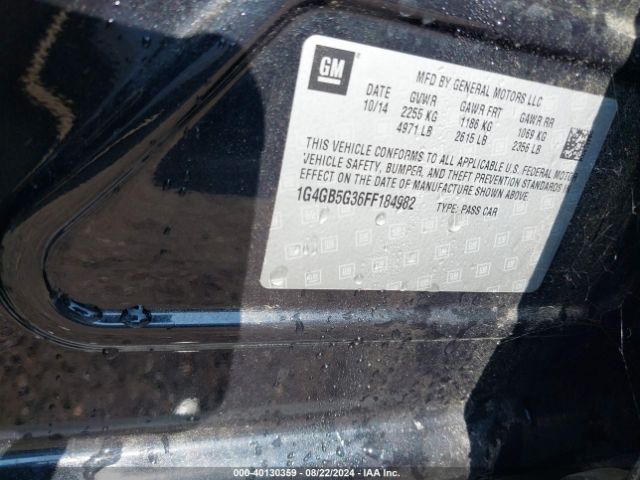 GM
MFD BY GENERAL MOTORS LLC
DATE GVWR GAWR FRT GAWR RR
10/14 2255 KG 1186 KG 1069 KG
4971 LB 2615 LB 2356 LB
THIS VEHICLE CONFORMS TO ALL APPLICABLE U.S. FEDERAL MOTOR
VEHICLE SAFETY, BUMPER, AND THEFT PREVENTION STANDARDS IN
EFFECT ON THE DATE OF MANUFACTURE SHOWN ABOVE.
1G4GB5G36FF184982 TYPE: PASS CAR
000-40130359 - 08/22/2024 - IAA Inc.